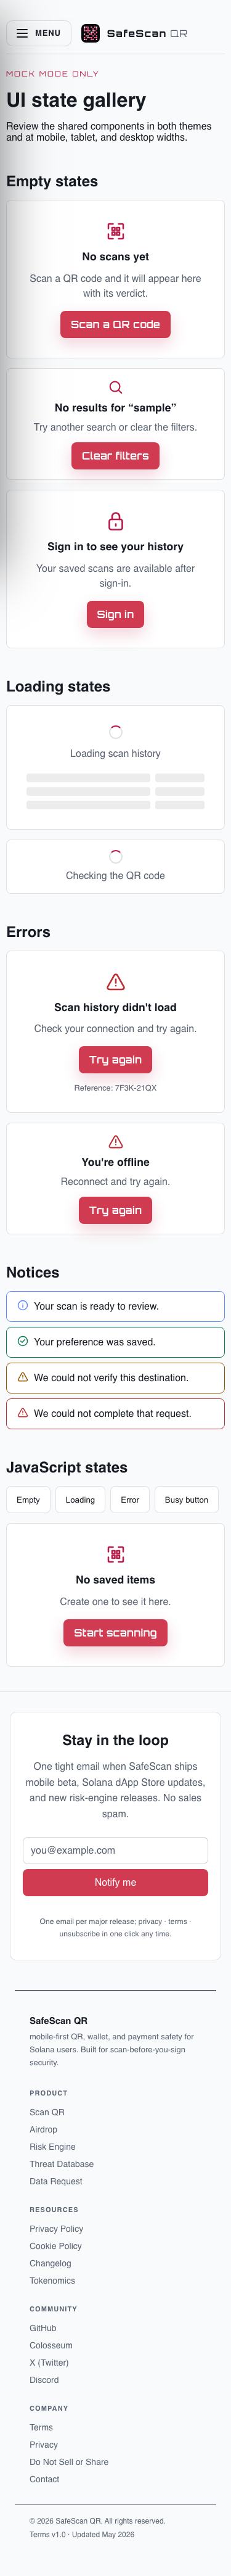 MENU
SafeScan QR
MOCK MODE ONLY
UI state gallery
Review the shared components in both themes
and at mobile, tablet, and desktop widths.
Empty states
No scans yet
Scan a QR code and it will appear here
with its verdict.
Scan a QR code
No results for “sample”
Try another search or clear the filters.
Clear filters
Sign in to see your history
Your saved scans are available after
sign-in.
Sign in
Loading states
Loading scan history
Checking the QR code
Errors
Scan history didn't load
Check your connection and try again.
Try again
Reference: 7F3K-21QX
You're offline
Reconnect and try again.
Try again
Notices
Your scan is ready to review.
Your preference was saved.
We could not verify this destination.
We could not complete that request.
JavaScript states
Empty Loading Error Busy button
No saved items
Create one to see it here.
Start scanning
Stay in the loop
One tight email when SafeScan ships
mobile beta, Solana dApp Store updates,
and new risk-engine releases. No sales
spam.
you@example.com
Notify me
One email per major release; privacy · terms ·
unsubscribe in one click any time.
SafeScan QR
mobile-first QR, wallet, and payment safety for
Solana users. Built for scan-before-you-sign
security.
PRODUCT
Scan QR
Airdrop
Risk Engine
Threat Database
Data Request
RESOURCES
Privacy Policy
Cookie Policy
Changelog
Tokenomics
COMMUNITY
GitHub
Colosseum
X (Twitter)
Discord
COMPANY
Terms
Privacy
Do Not Sell or Share
Contact
© 2026 SafeScan QR. All rights reserved.
Terms v1.0 · Updated May 2026